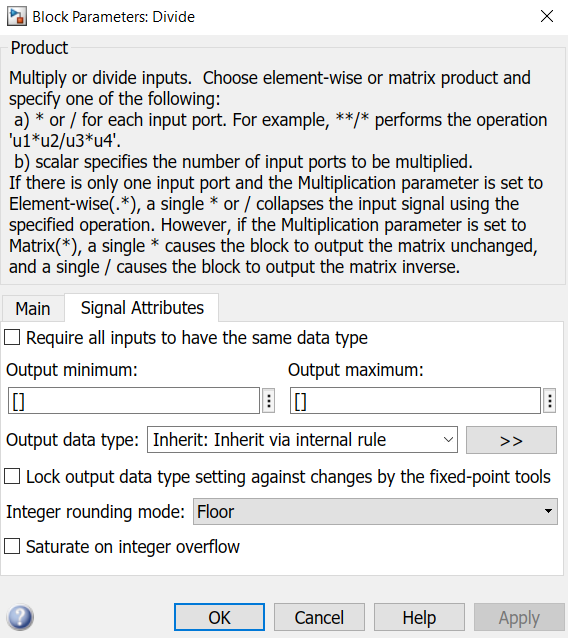 Block Parameters: Divide
Product
Multiply or divide inputs.  Choose element-wise or matrix product and
specify one of the following:
a) * or / for each input port. For example, **/* performs the operation
'u1*u2/u3*u4'.
b) scalar specifies the number of input ports to be multiplied.
If there is only one input port and the Multiplication parameter is set to
Element-wise(.*), a single * or / collapses the input signal using the
specified operation. However, if the Multiplication parameter is set to
Matrix(*), a single * causes the block to output the matrix unchanged,
and a single / causes the block to output the matrix inverse.
Main Signal Attributes
Require all inputs to have the same data type
Output minimum: Output maximum:
[] []
Output data type: Inherit: Inherit via internal rule >>
Lock output data type setting against changes by the fixed-point tools
Integer rounding mode: Floor
Saturate on integer overflow
? OK Cancel Help Apply